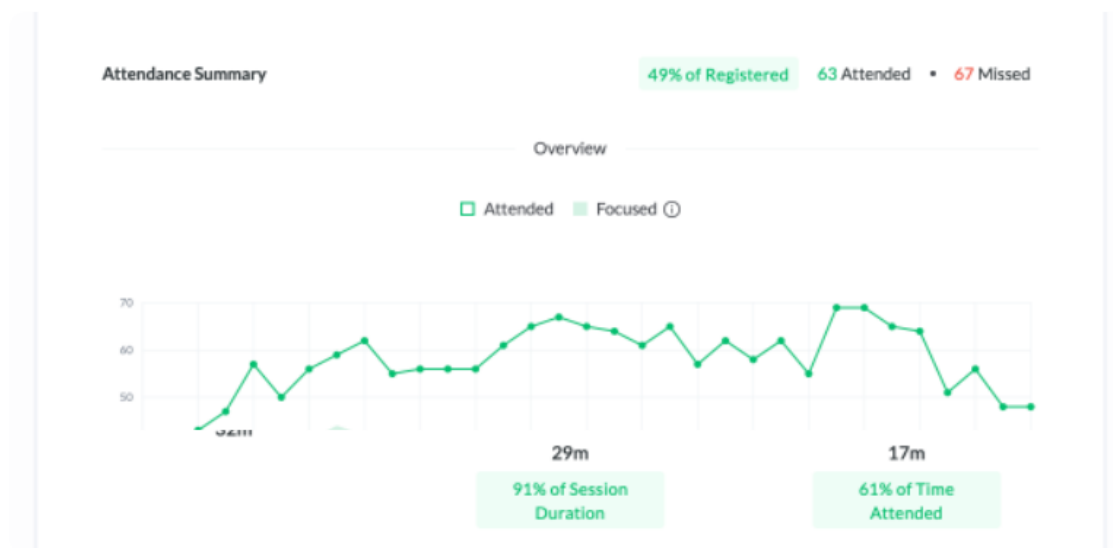 Attendance Summary
49% of Registered 63 Attended • 67 Missed
Overview
Attended Focused
70
60
50
29m 17m
91% of Session Duration
61% of Time Attended